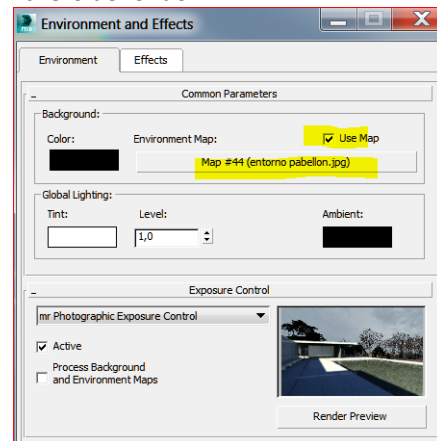 Environment and Effects
Environment
Effects
Common Parameters
Background:
Color:
Environment Map:
Use Map
Map #44 (entorno pabellon.jpg)
Global Lighting:
Tint:
Level:
Ambient:
1,0
Exposure Control
mr Photographic Exposure Control
Active
Process Background
and Environment Maps
Render Preview